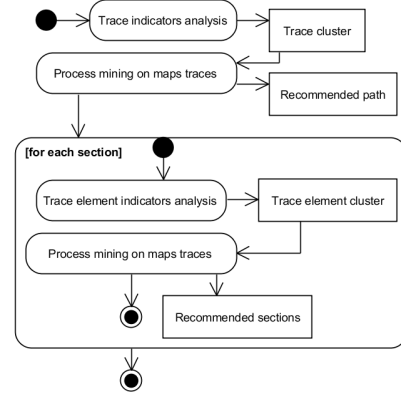 Trace indicators analysis
Trace cluster
Process mining on maps traces
Recommended path
[for each section]
Trace element indicators analysis
Trace element cluster
Process mining on maps traces
Recommended sections